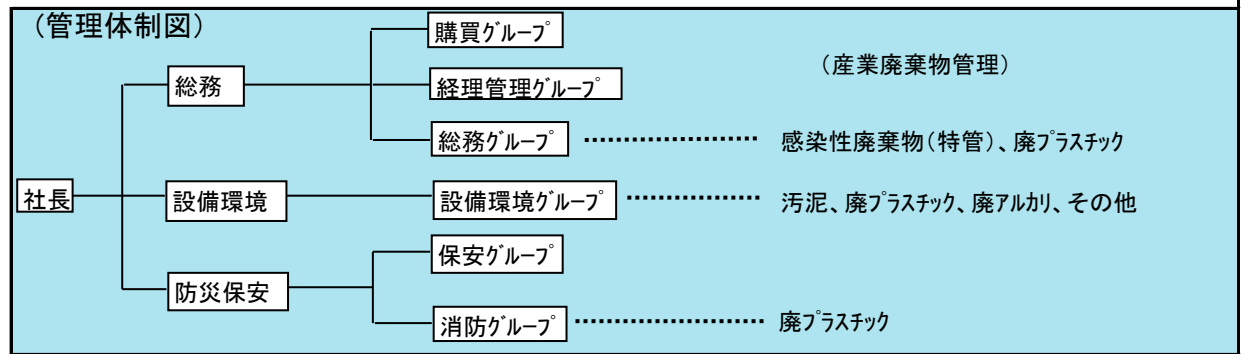 （管理体制図）
購買ｸﾞﾙｰﾌﾟ
（産業廃棄物管理）
総務
経理管理ｸﾞﾙｰﾌﾟ
総務ｸﾞﾙｰﾌﾟ
感染性廃棄物（特管）、廃ﾌﾟﾗｽﾁｯｸ
社長
設備環境
設備環境ｸﾞﾙｰﾌﾟ
汚泥、廃ﾌﾟﾗｽﾁｯｸ、廃ｱﾙｶﾘ、その他
保安ｸﾞﾙｰﾌﾟ
防災保安
消防ｸﾞﾙｰﾌﾟ
廃ﾌﾟﾗｽﾁｯｸ